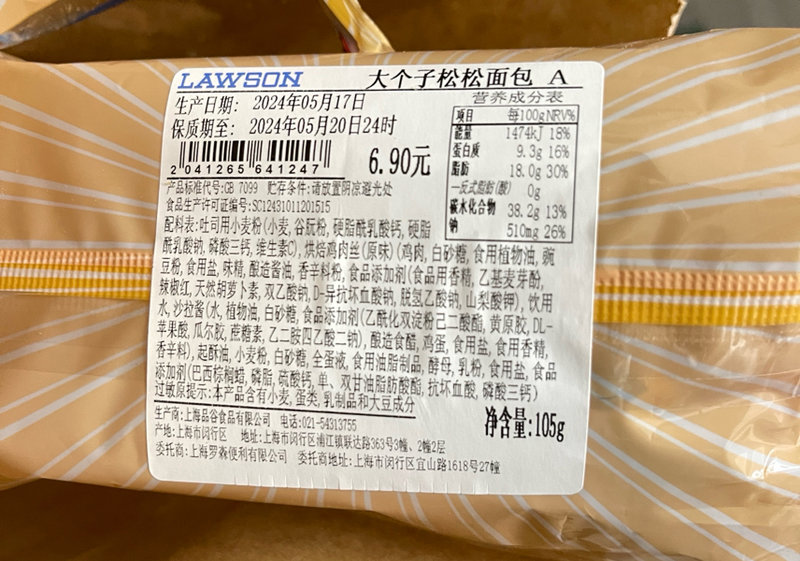 LAWSON 大个子松松面包 A
生产日期: 2024年05月17日
保质期至: 2024年05月20日24时
2 041265 641247
6.90元
产品标准代号:GB 7099 贮存条件:请放置阴凉避光处
食品生产许可证编号:SC12431011201515
营养成分表
项目 每100g NRV%
能量 1474kJ 18%
蛋白质 9.3g 16%
脂肪 18.0g 30%
—反式脂肪(酸) 0g
碳水化合物 38.2g 13%
钠 510mg 26%
配料表:吐司用小麦粉(小麦, 谷朊粉, 硬脂酰乳酸钙, 硬脂
酰乳酸钠, 磷酸三钙, 维生素C), 烘焙鸡肉丝(原味)(鸡肉, 白砂糖, 食用植物油, 豌
豆粉, 食用盐, 味精, 酿造酱油, 香辛料粉, 食品添加剂(食品用香精, 乙基麦芽酚,
辣椒红, 天然胡萝卜素, 双乙酸钠, D-异抗坏血酸钠, 脱氢乙酸钠, 山梨酸钾), 饮用
水, 沙拉酱(水, 植物油, 白砂糖, 食品添加剂(乙酰化双淀粉己二酸酯, 黄原胶, DL-
苹果酸, 瓜尔胶, 蔗糖素, 乙二胺四乙酸二钠), 酿造食醋, 鸡蛋, 食用盐, 食用香精,
香辛料), 起酥油, 小麦粉, 白砂糖, 全蛋液, 食用油脂制品, 酵母, 乳粉, 食用盐, 食品
添加剂(巴西棕榈蜡, 磷脂, 硫酸钙, 单、双甘油脂肪酸酯, 抗坏血酸, 磷酸三钙)
过敏原提示:本产品含有小麦, 蛋类, 乳制品和大豆成分
生产商:上海品谷食品有限公司 电话:021-54313755
产地:上海市闵行区 地址:上海市闵行区浦江镇联达路363号3幢、2幢2层
委托商:上海罗森便利有限公司 委托商地址:上海市闵行区宜山路1618号27幢
净含量:105g